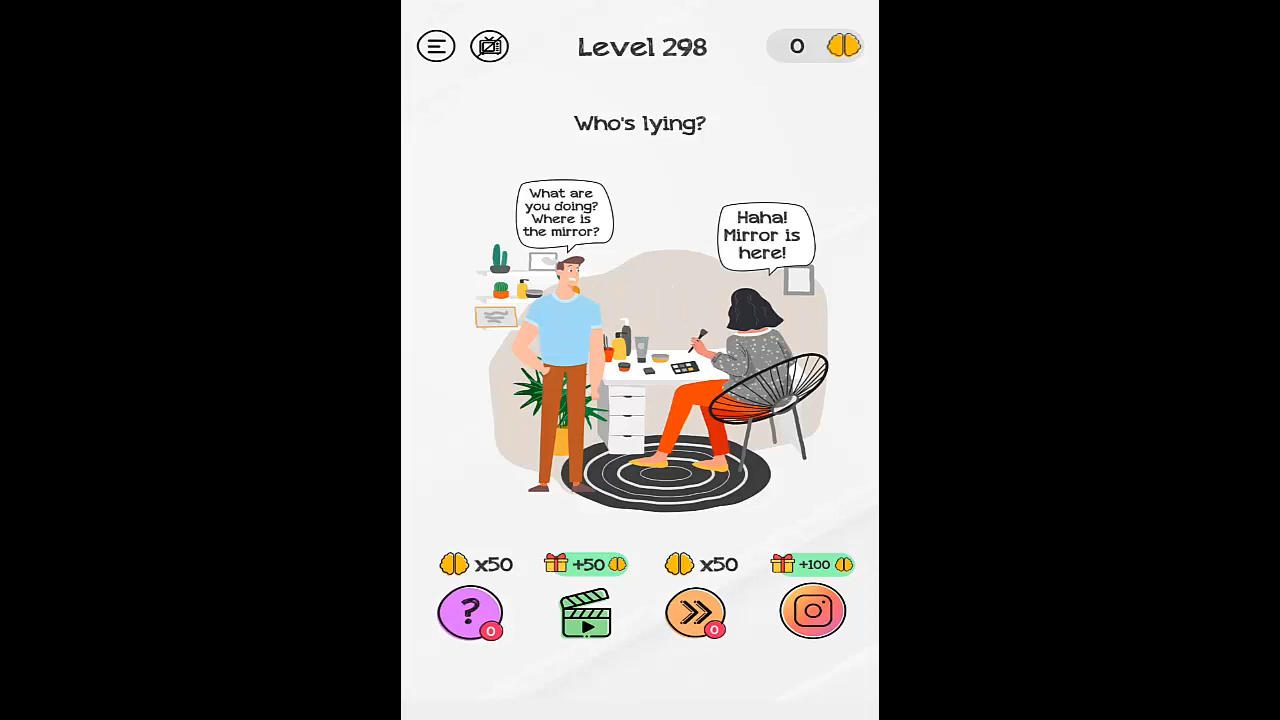 Level 298
0
Who's lying?
What are
you doing?
Where is
the mirror?
Haha!
Mirror is
here!
x50
+50
x50
+100
?
0
0